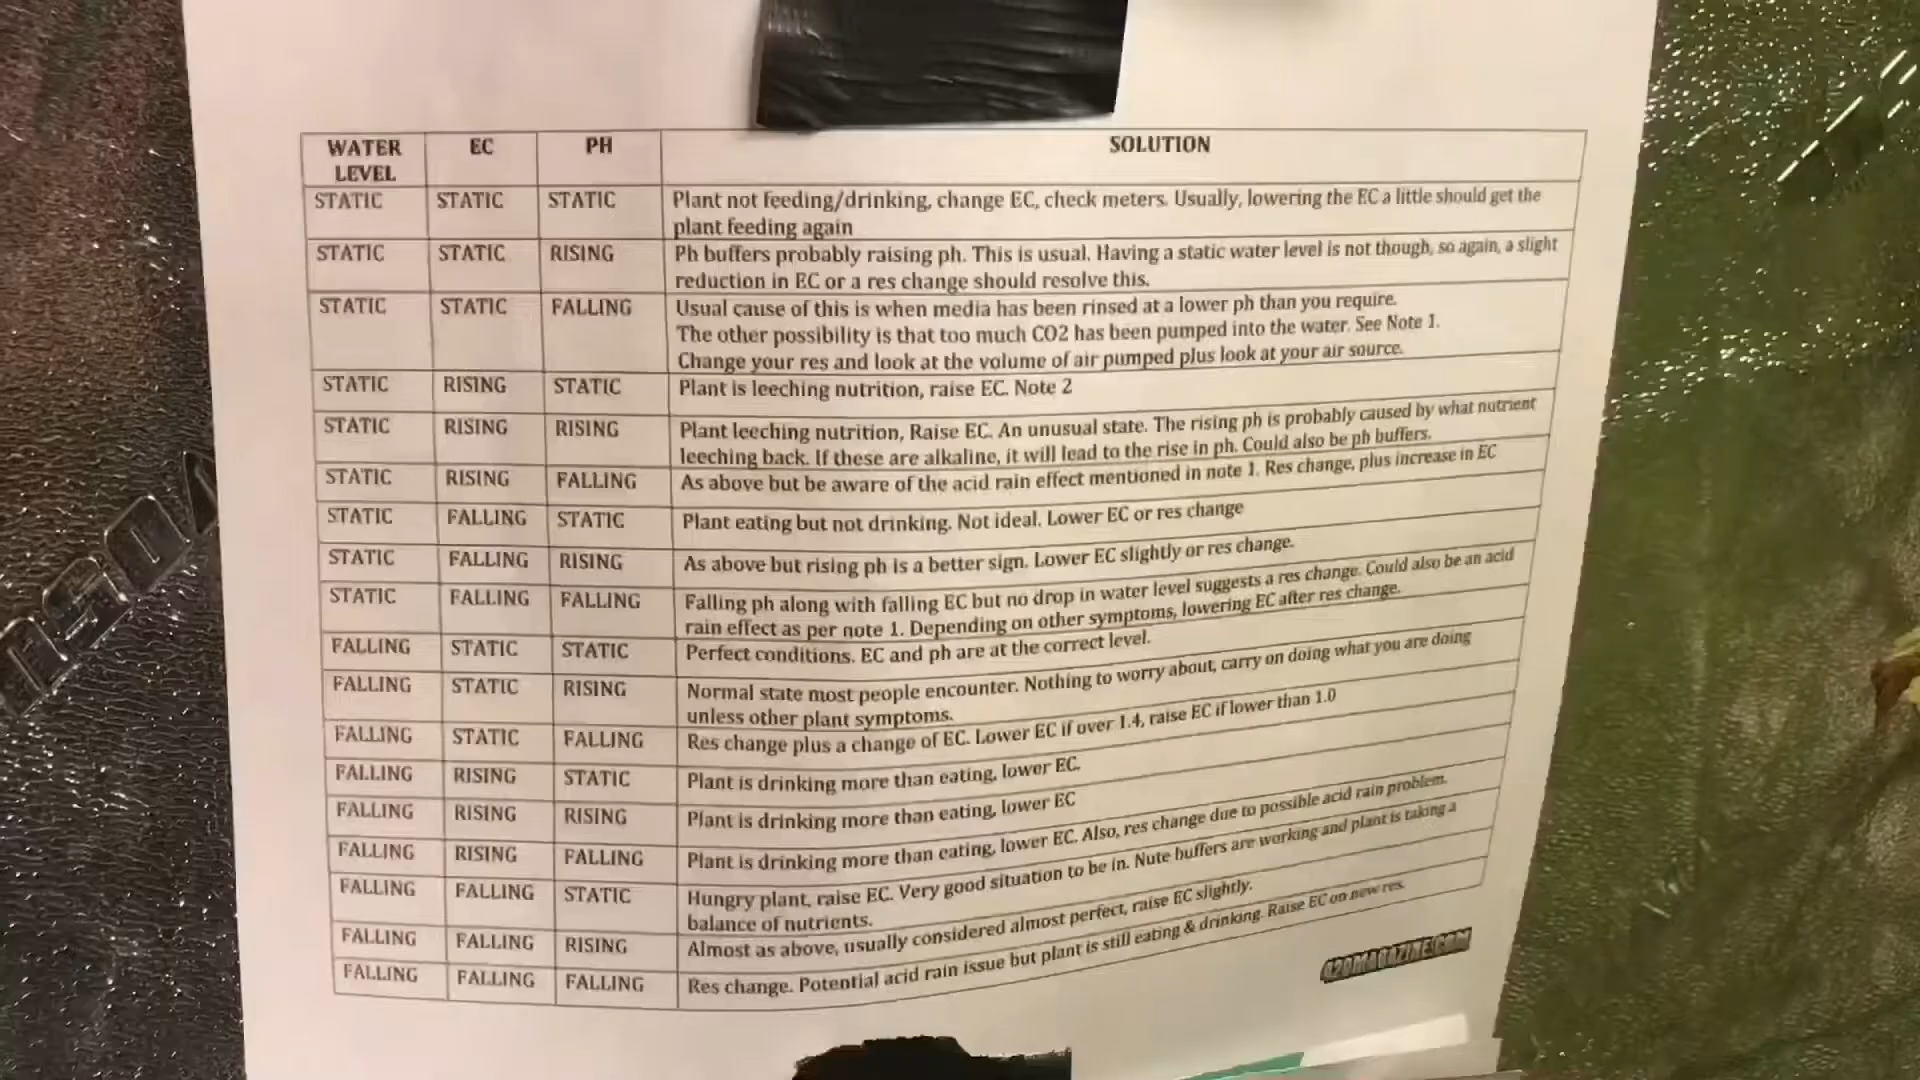 WATER LEVEL EC PH SOLUTION
STATIC STATIC STATIC Plant not feeding/drinking, change EC, check meters. Usually, lowering the EC a little should get the
plant feeding again
STATIC STATIC RISING Ph buffers probably raising ph. This is usual. Having a static water level is not though, so again, a slight
reduction in EC or a res change should resolve this.
STATIC STATIC FALLING Usual cause of this is when media has been rinsed at a lower ph than you require.
The other possibility is that too much CO2 has been pumped into the water. See Note 1.
Change your res and look at the volume of air pumped plus look at your air source.
STATIC RISING STATIC Plant is leeching nutrition, raise EC. Note 2
STATIC RISING RISING Plant leeching nutrition, Raise EC. An unusual state. The rising ph is probably caused by what nutrient
leeching back. If these are alkaline, it will lead to the rise in ph. Could also be ph buffers.
STATIC RISING FALLING As above but be aware of the acid rain effect mentioned in note 1. Res change, plus increase in EC
STATIC FALLING STATIC Plant eating but not drinking. Not ideal. Lower EC or res change
STATIC FALLING RISING As above but rising ph is a better sign. Lower EC slightly or res change.
STATIC FALLING FALLING Falling ph along with falling EC but no drop in water level suggests a res change. Could also be an acid
rain effect as per note 1. Depending on other symptoms, lowering EC after res change.
FALLING STATIC STATIC Perfect conditions. EC and ph are at the correct level.
FALLING STATIC RISING Normal state most people encounter. Nothing to worry about, carry on doing what you are doing
unless other plant symptoms.
FALLING STATIC FALLING Res change plus a change of EC. Lower EC if over 1.4, raise EC if lower than 1.0
FALLING RISING STATIC Plant is drinking more than eating, lower EC.
FALLING RISING RISING Plant is drinking more than eating, lower EC
FALLING RISING FALLING Plant is drinking more than eating, lower EC. Also, res change due to possible acid rain problem.
FALLING FALLING STATIC Hungry plant, raise EC. Very good situation to be in. Nute buffers are working and plant is taking a
balance of nutrients.
FALLING FALLING RISING Almost as above, usually considered almost perfect, raise EC slightly.
FALLING FALLING FALLING Res change. Potential acid rain issue but plant is still eating & drinking. Raise EC on new res.
420MAGAZINE.COM